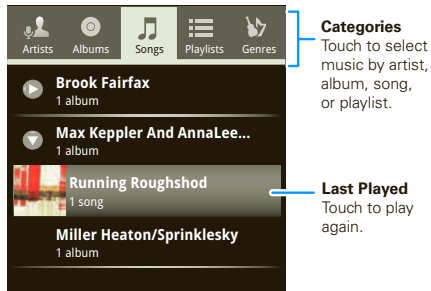 Artists Albums Songs Playlists Genres
Brook Fairfax
1 album
Max Keppler And AnnaLee...
1 album
Running Roughshod
1 song
Miller Heaton/Sprinklesky
1 album
Categories
Touch to select
music by artist,
album, song,
or playlist.
Last Played
Touch to play
again.